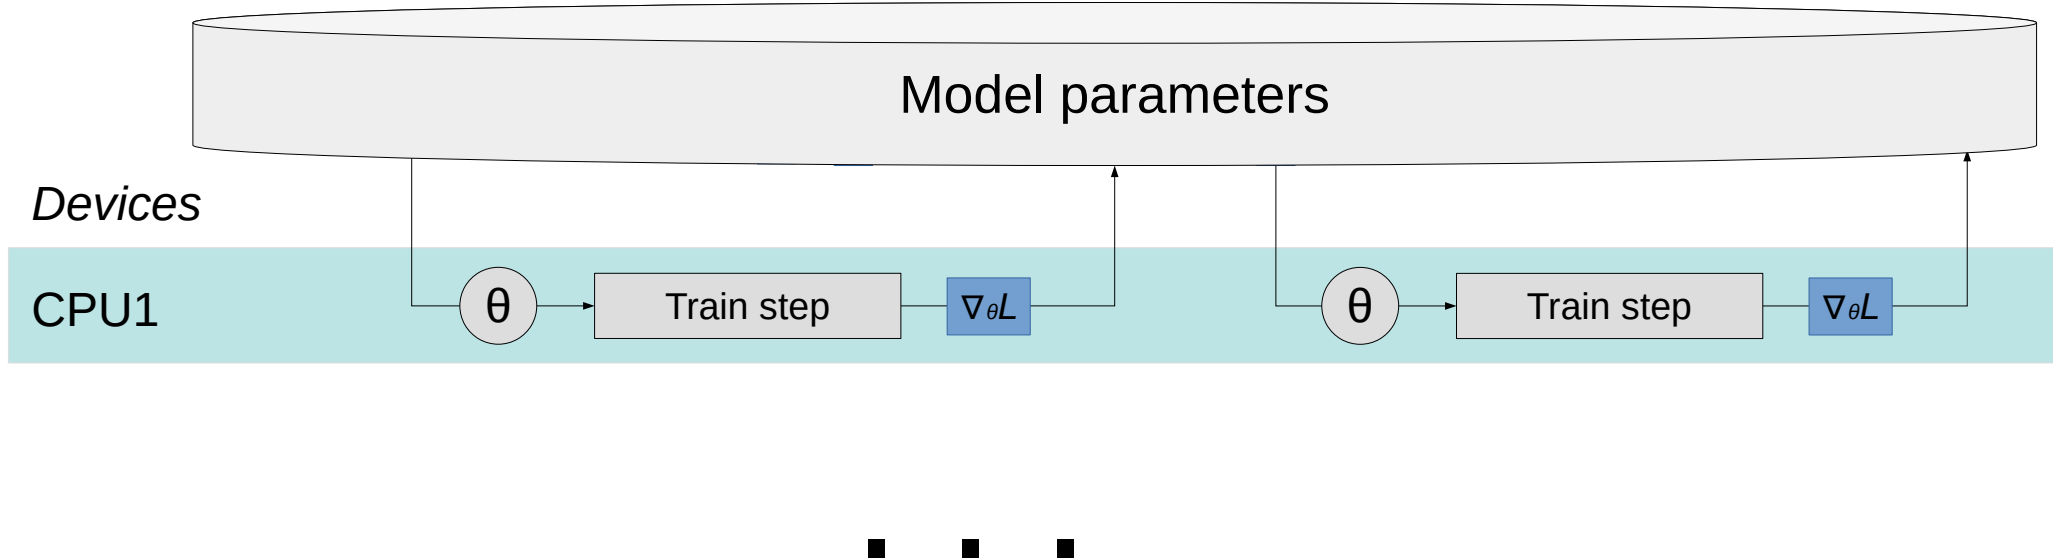 Model parameters
Devices
CPU1
θ
Train step
∇θL
θ
Train step
∇θL